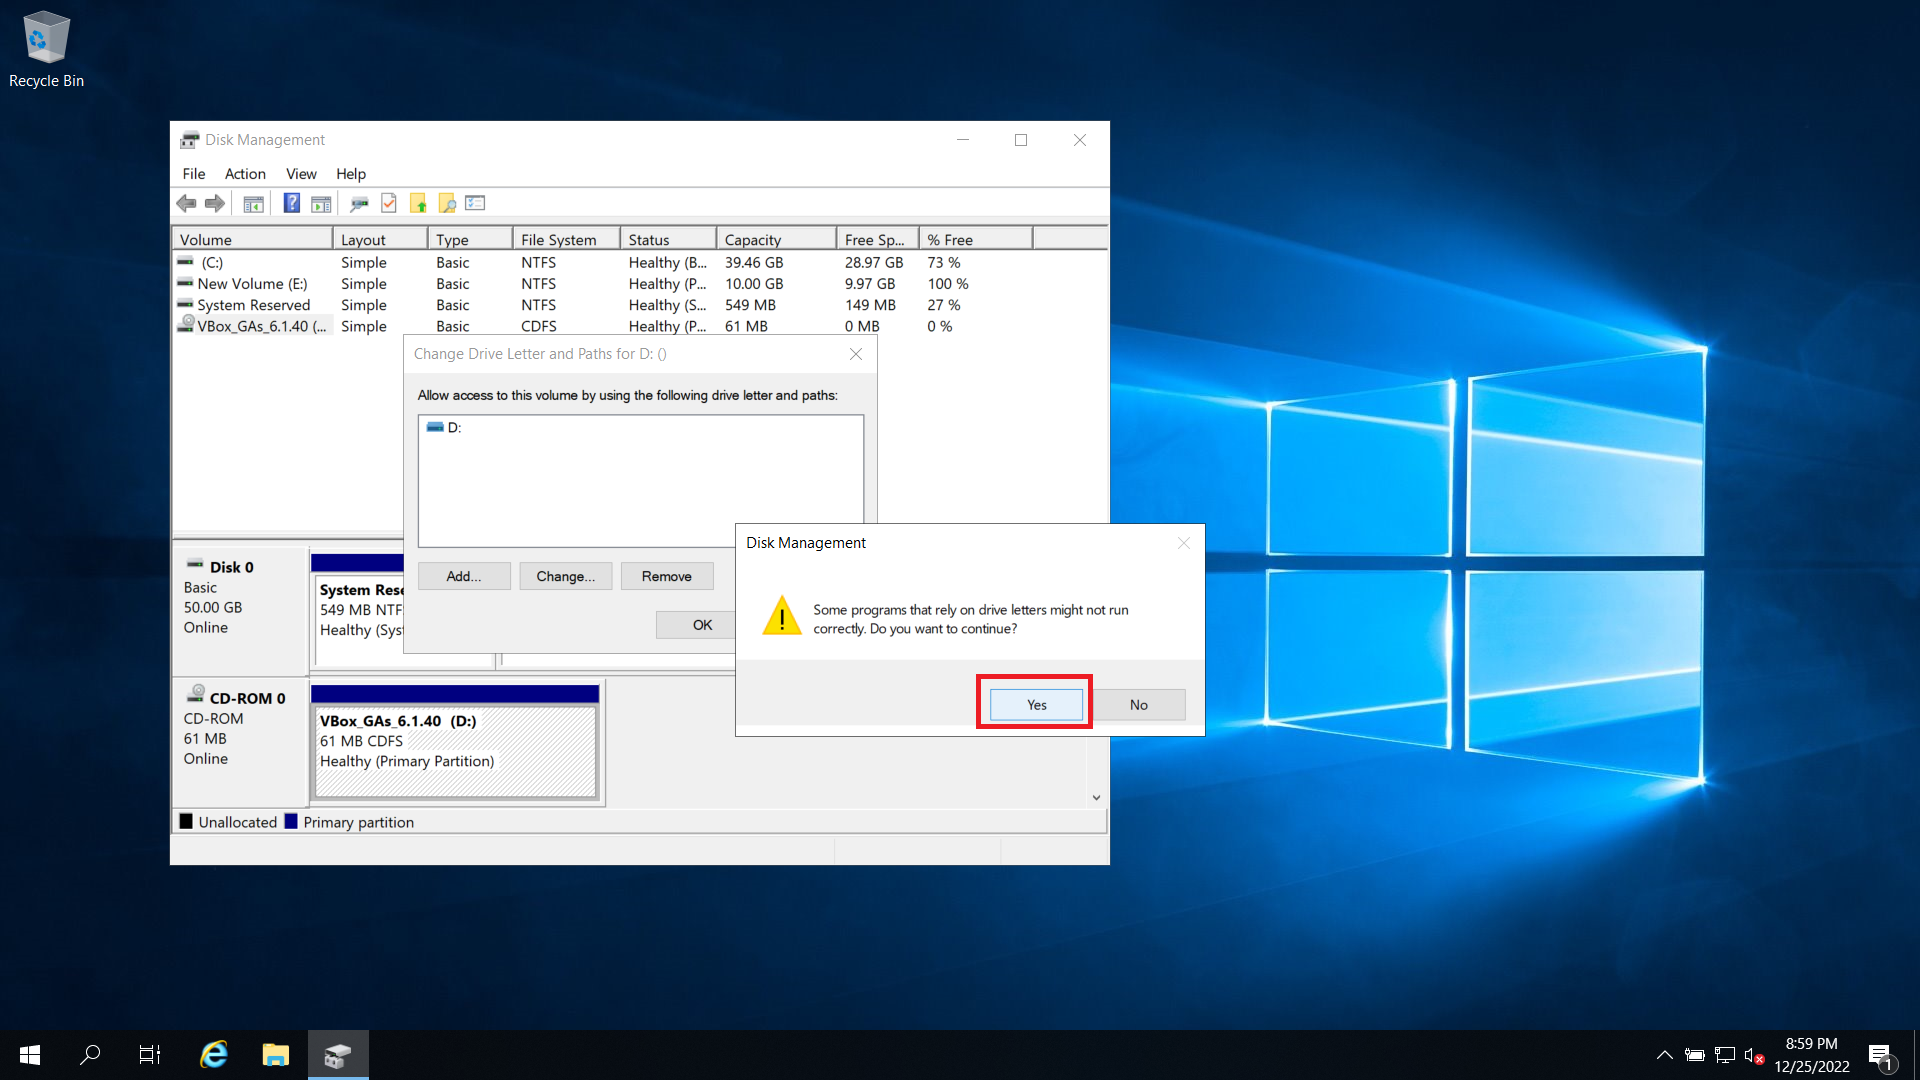 Recycle Bin
Disk Management
File Action View Help
Volume Layout Type File System Status Capacity Free Sp... % Free
(C:) Simple Basic NTFS Healthy (B... 39.46 GB 28.97 GB 73 %
New Volume (E:) Simple Basic NTFS Healthy (P... 10.00 GB 9.97 GB 100 %
System Reserved Simple Basic NTFS Healthy (S... 549 MB 149 MB 27 %
VBox_GAs_6.1.40 (... Simple Basic CDFS Healthy (P... 61 MB 0 MB 0 %
Change Drive Letter and Paths for D: ()
Allow access to this volume by using the following drive letter and paths:
D:
Add... Change... Remove
OK
Disk Management
Some programs that rely on drive letters might not run
correctly. Do you want to continue?
Yes No
Disk 0
Basic
50.00 GB
Online
System Rese
549 MB NTF
Healthy (Syst
CD-ROM 0
CD-ROM
61 MB
Online
VBox_GAs_6.1.40 (D:)
61 MB CDFS
Healthy (Primary Partition)
Unallocated Primary partition
8:59 PM
12/25/2022
1